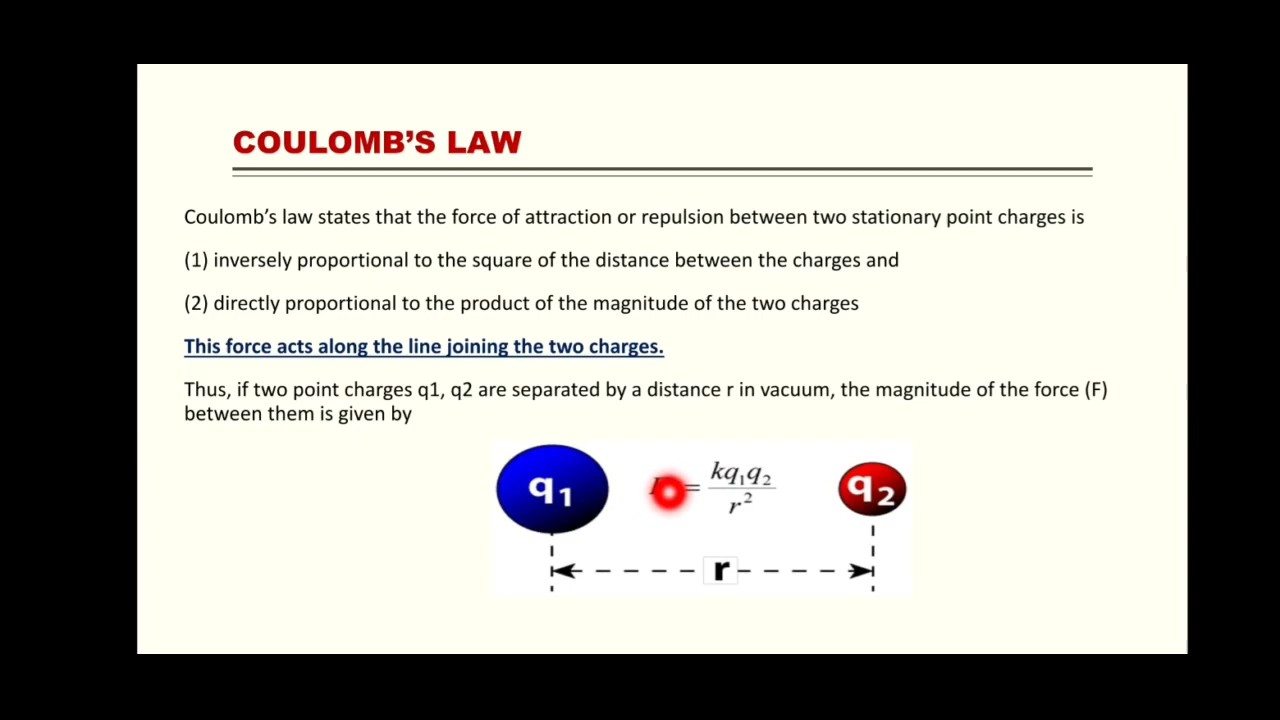 COULOMB’S LAW
Coulomb’s law states that the force of attraction or repulsion between two stationary point charges is
(1) inversely proportional to the square of the distance between the charges and
(2) directly proportional to the product of the magnitude of the two charges
This force acts along the line joining the two charges.
Thus, if two point charges q1, q2 are separated by a distance r in vacuum, the magnitude of the force (F)
between them is given by
q₁ = kq₁q₂ / r² q₂
r